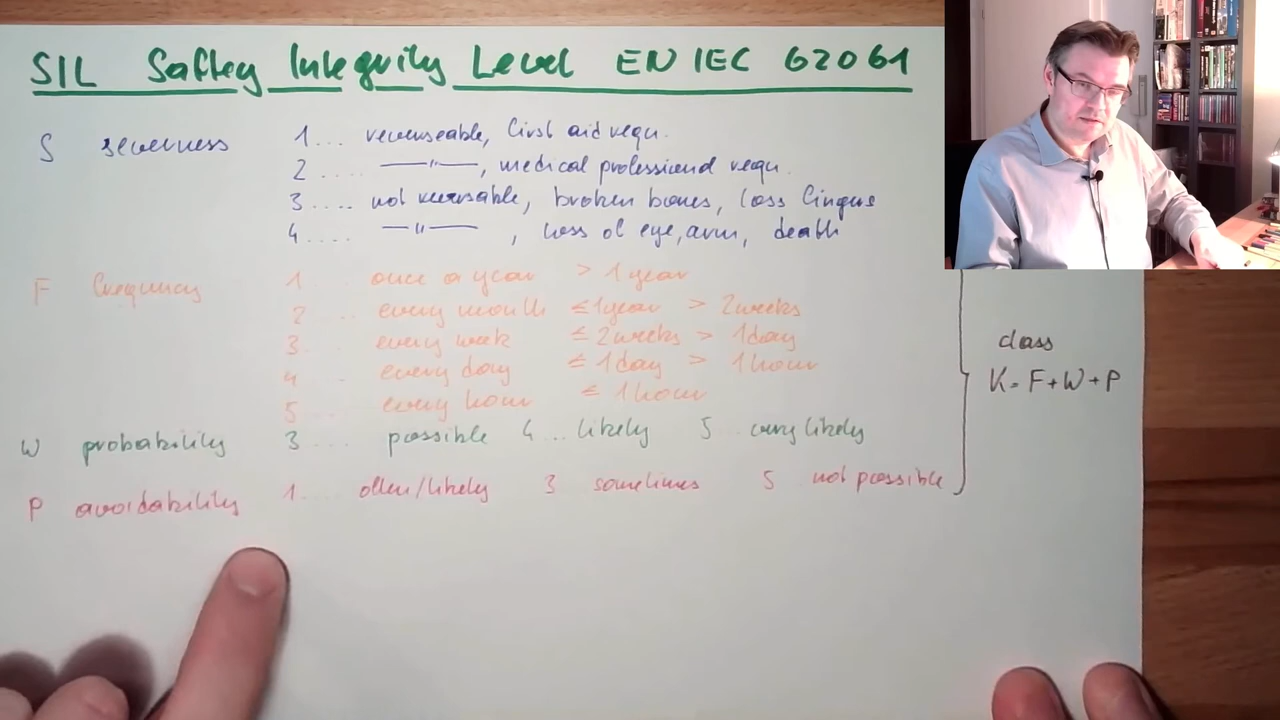 SIL Saftey Integrity Level EN IEC 62061
S severness 1... reverseable, first aid requ.
2 .... —"—, medical professional requ.
3 .... not reversable, broken bones, loss fingers
4 .... —"— , loss of eye, arm, death
F frequency 1 once a year > 1 year
2 .. every month ≤ 1 year > 2 weeks
3. every week ≤ 2 weeks > 1 day
4 . every day ≤ 1 day > 1 hour
5 every hour ≤ 1 hour
class
K = F + W + P
W probability 3 ... possible 4 ... likely 5 ... very likely
P avoidability 1 .... often/likely 3 sometimes 5 not possible